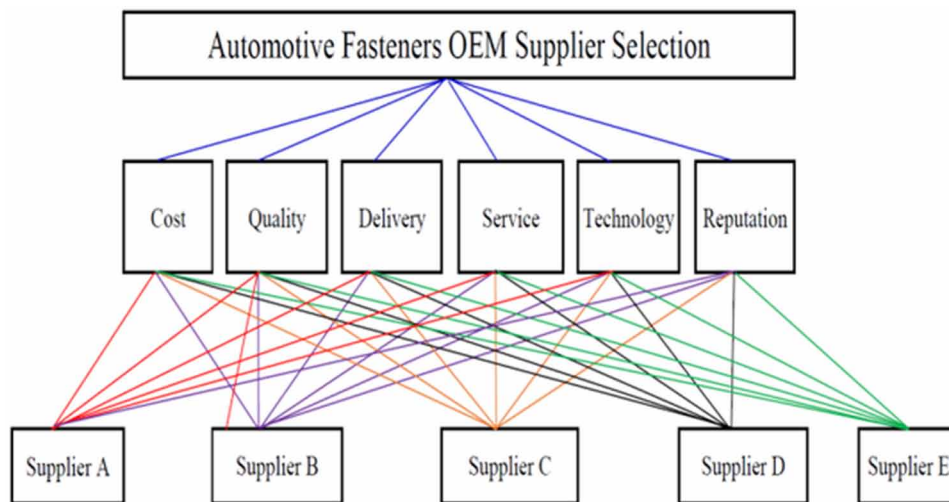 Automotive Fasteners OEM Supplier Selection
Cost
Quality
Delivery
Service
Technology
Reputation
Supplier A
Supplier B
Supplier C
Supplier D
Supplier E